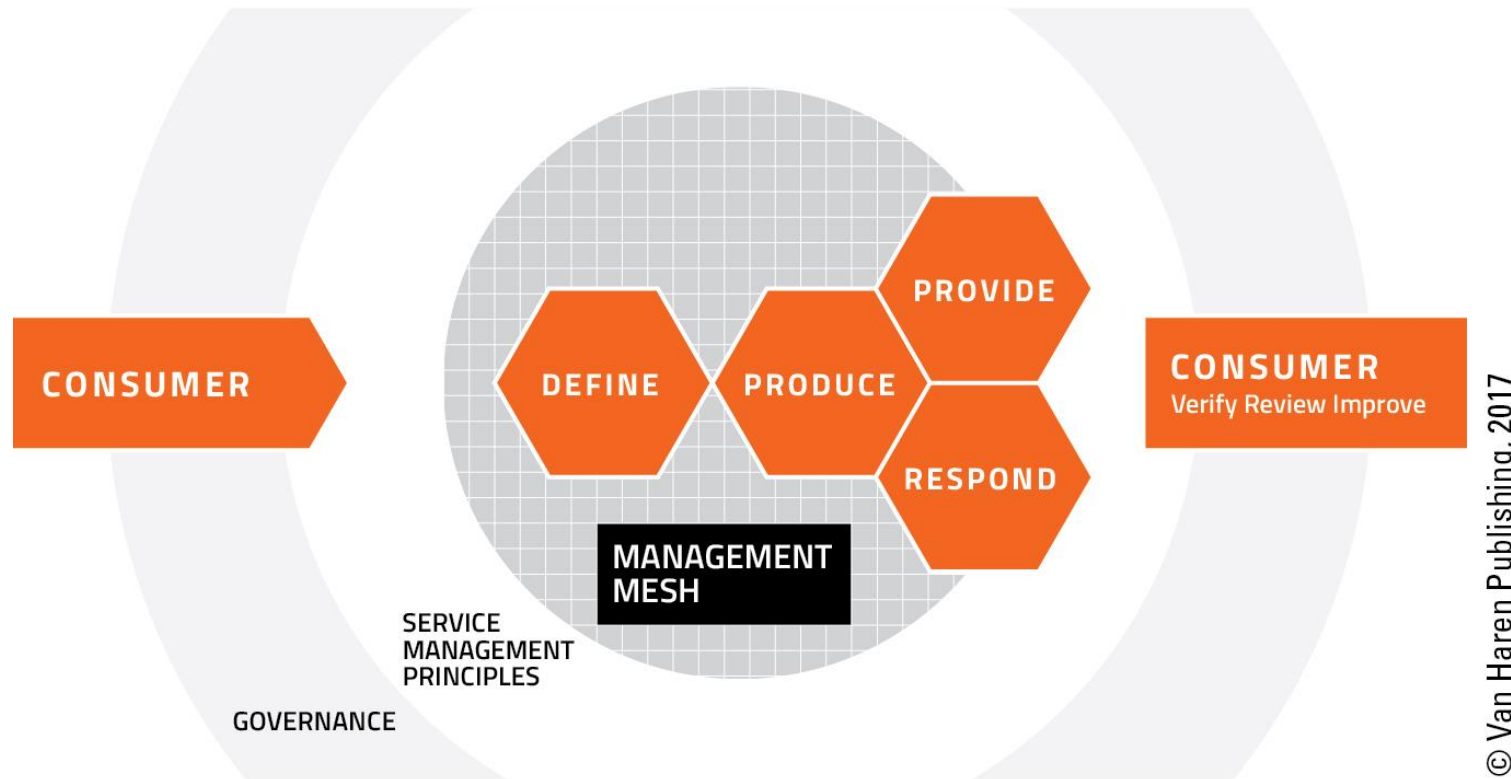 PROVIDE
CONSUMER
DEFINE
PRODUCE
CONSUMER
Verify Review Improve
RESPOND
MANAGEMENT
MESH
SERVICE
MANAGEMENT
PRINCIPLES
GOVERNANCE
© Van Haren Publishing, 2017